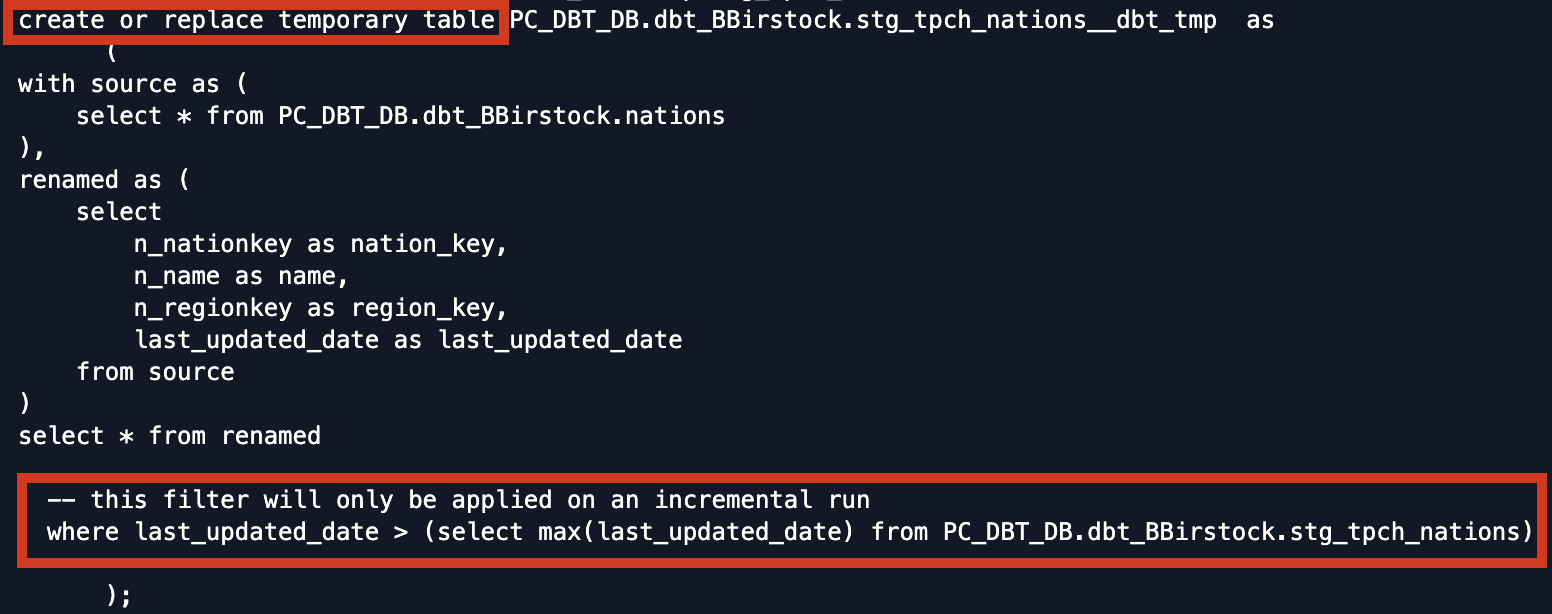 create or replace temporary table PC_DBT_DB.dbt_BBirstock.stg_tpch_nations__dbt_tmp  as
      (
with source as (
    select * from PC_DBT_DB.dbt_BBirstock.nations
),
renamed as (
    select
        n_nationkey as nation_key,
        n_name as name,
        n_regionkey as region_key,
        last_updated_date as last_updated_date
    from source
)
select * from renamed
  -- this filter will only be applied on an incremental run
  where last_updated_date > (select max(last_updated_date) from PC_DBT_DB.dbt_BBirstock.stg_tpch_nations)
      );